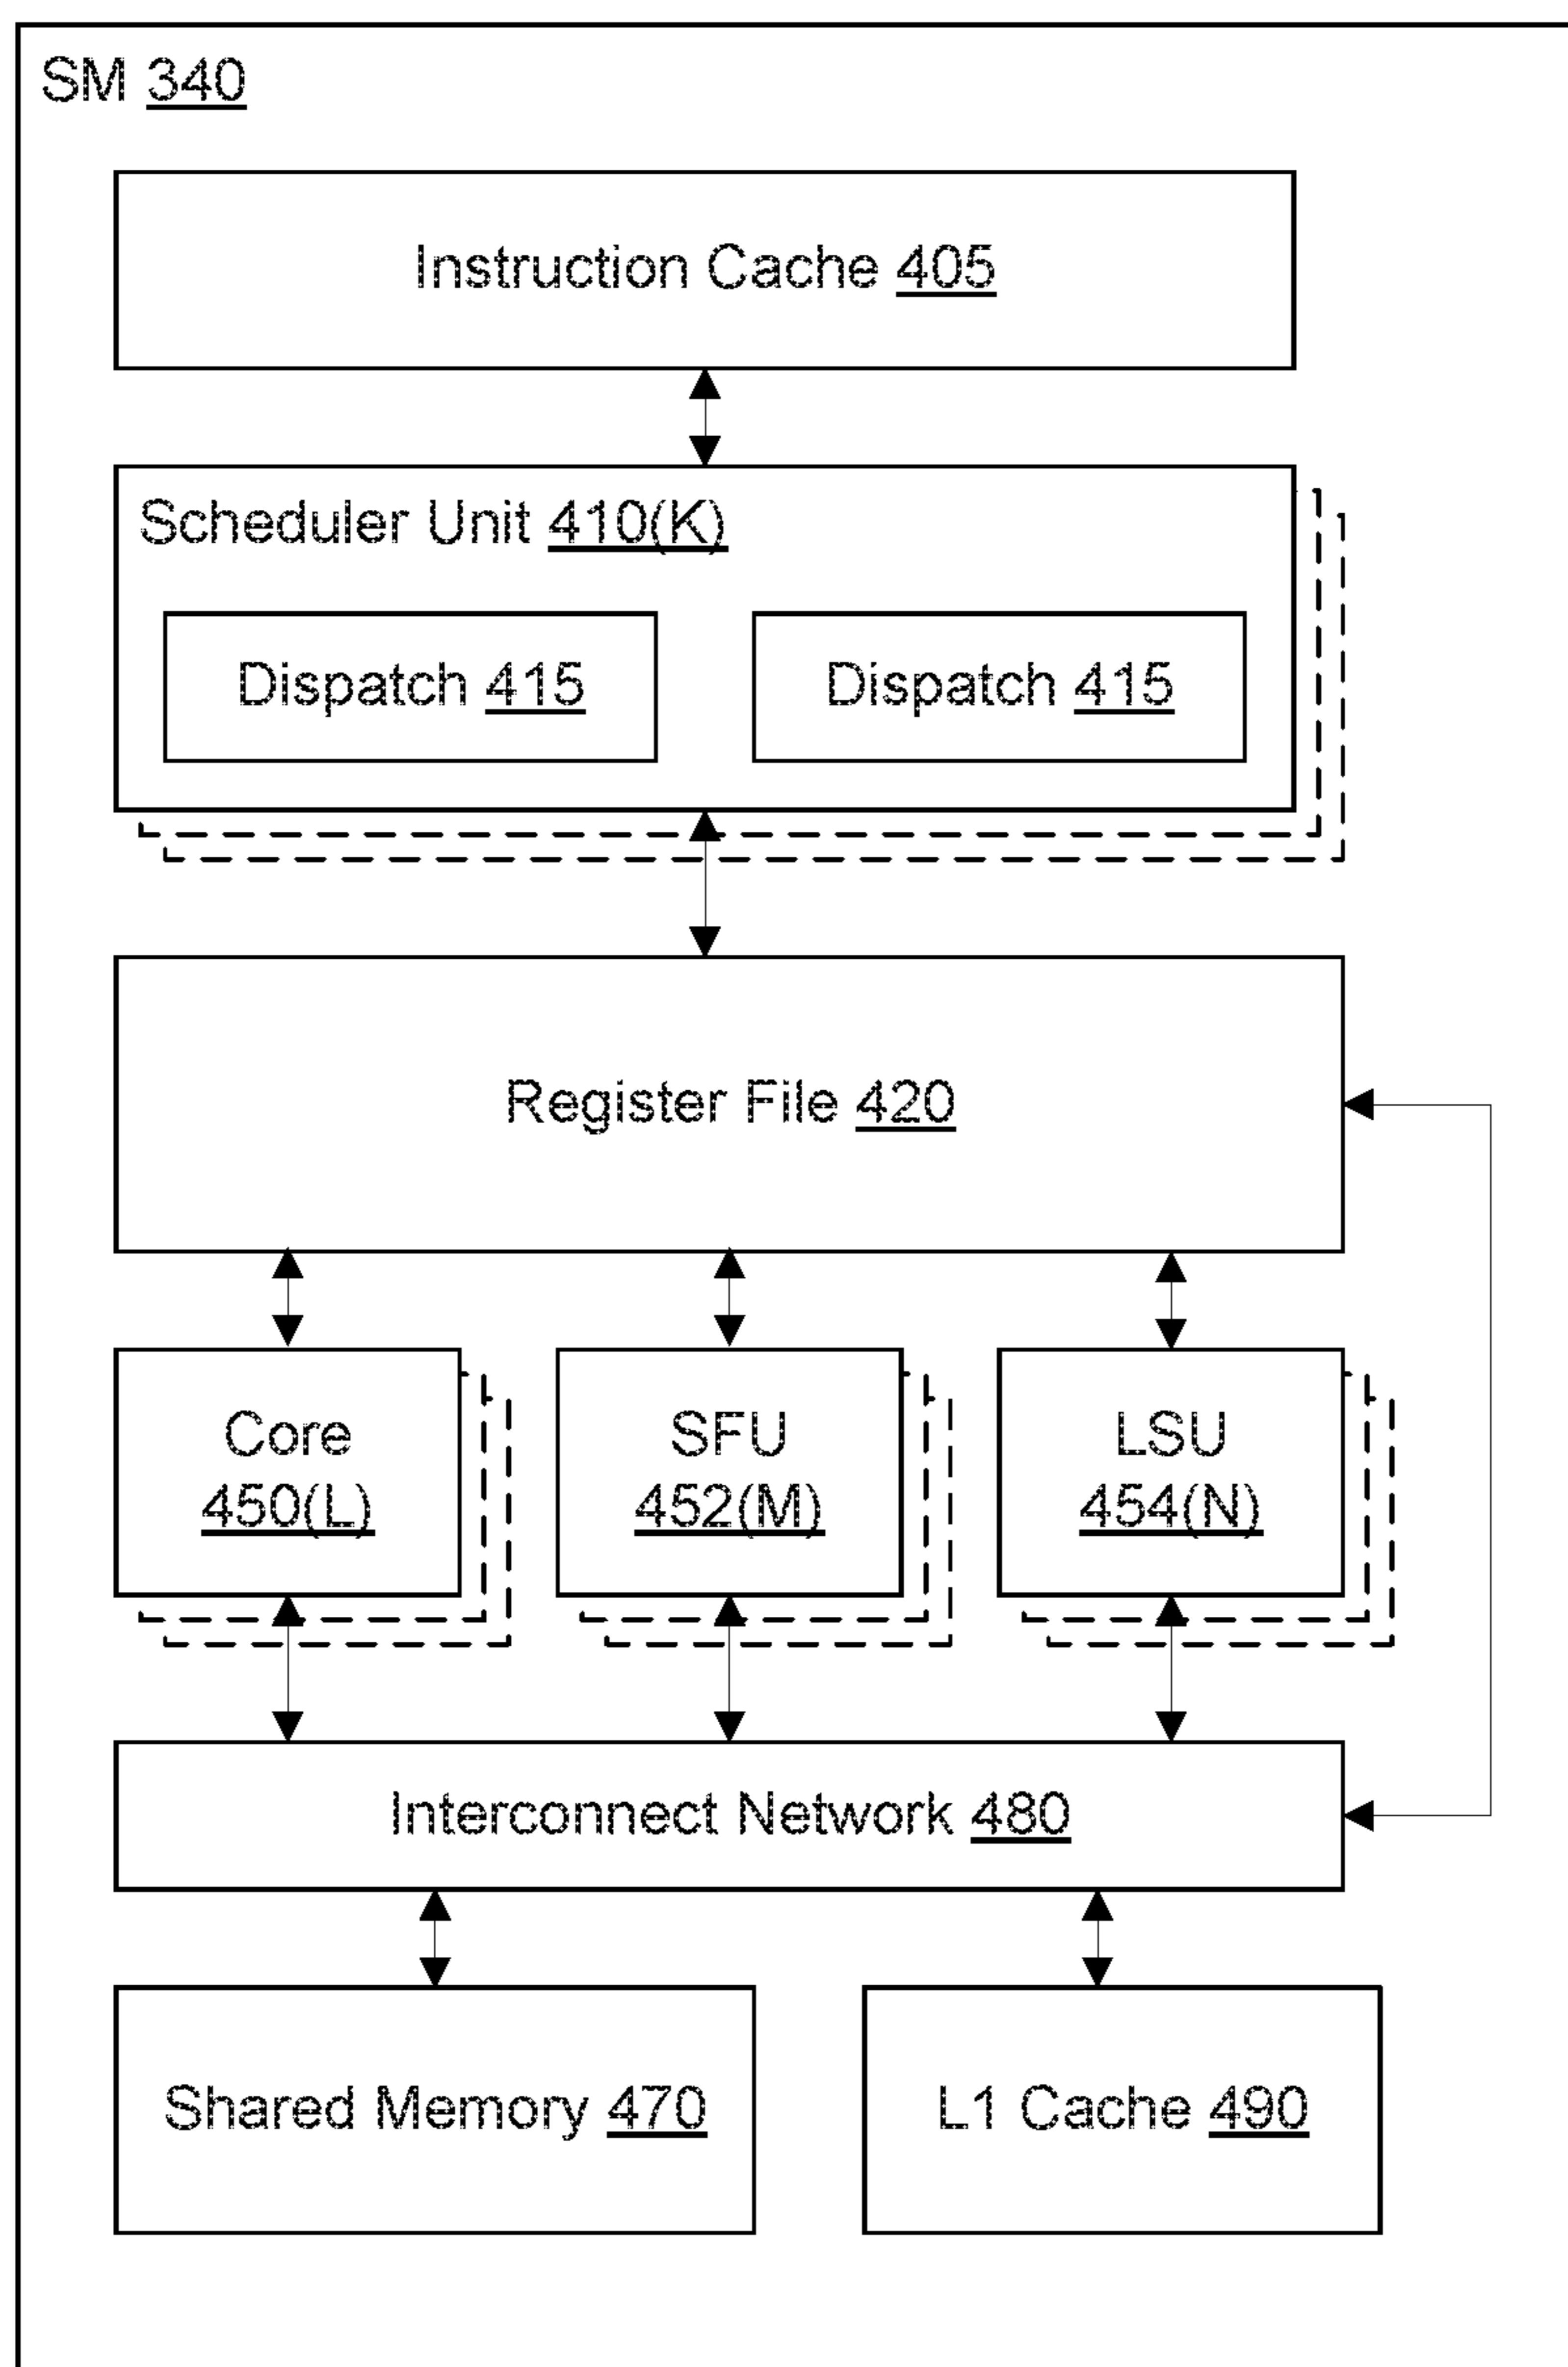 SM 340
Instruction Cache 405
Scheduler Unit 410(K)
Dispatch 415
Dispatch 415
Register File 420
Core
450(L)
SFU
452(M)
LSU
454(N)
Interconnect Network 480
Shared Memory 470
L1 Cache 490